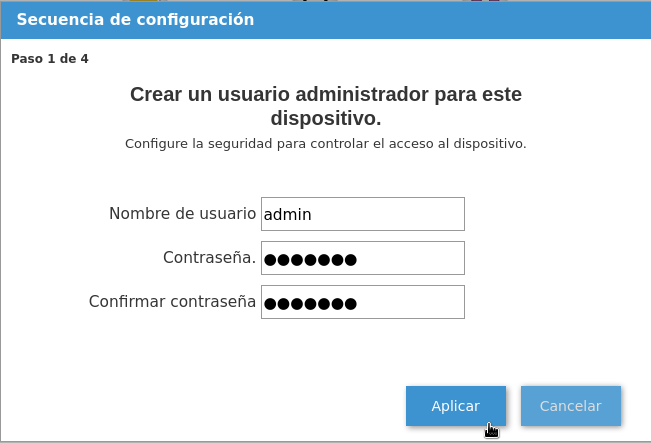 Secuencia de configuración
Paso 1 de 4
Crear un usuario administrador para este
dispositivo.
Configure la seguridad para controlar el acceso al dispositivo.
Nombre de usuario admin
Contraseña. ●●●●●●●
Confirmar contraseña ●●●●●●●
Aplicar Cancelar